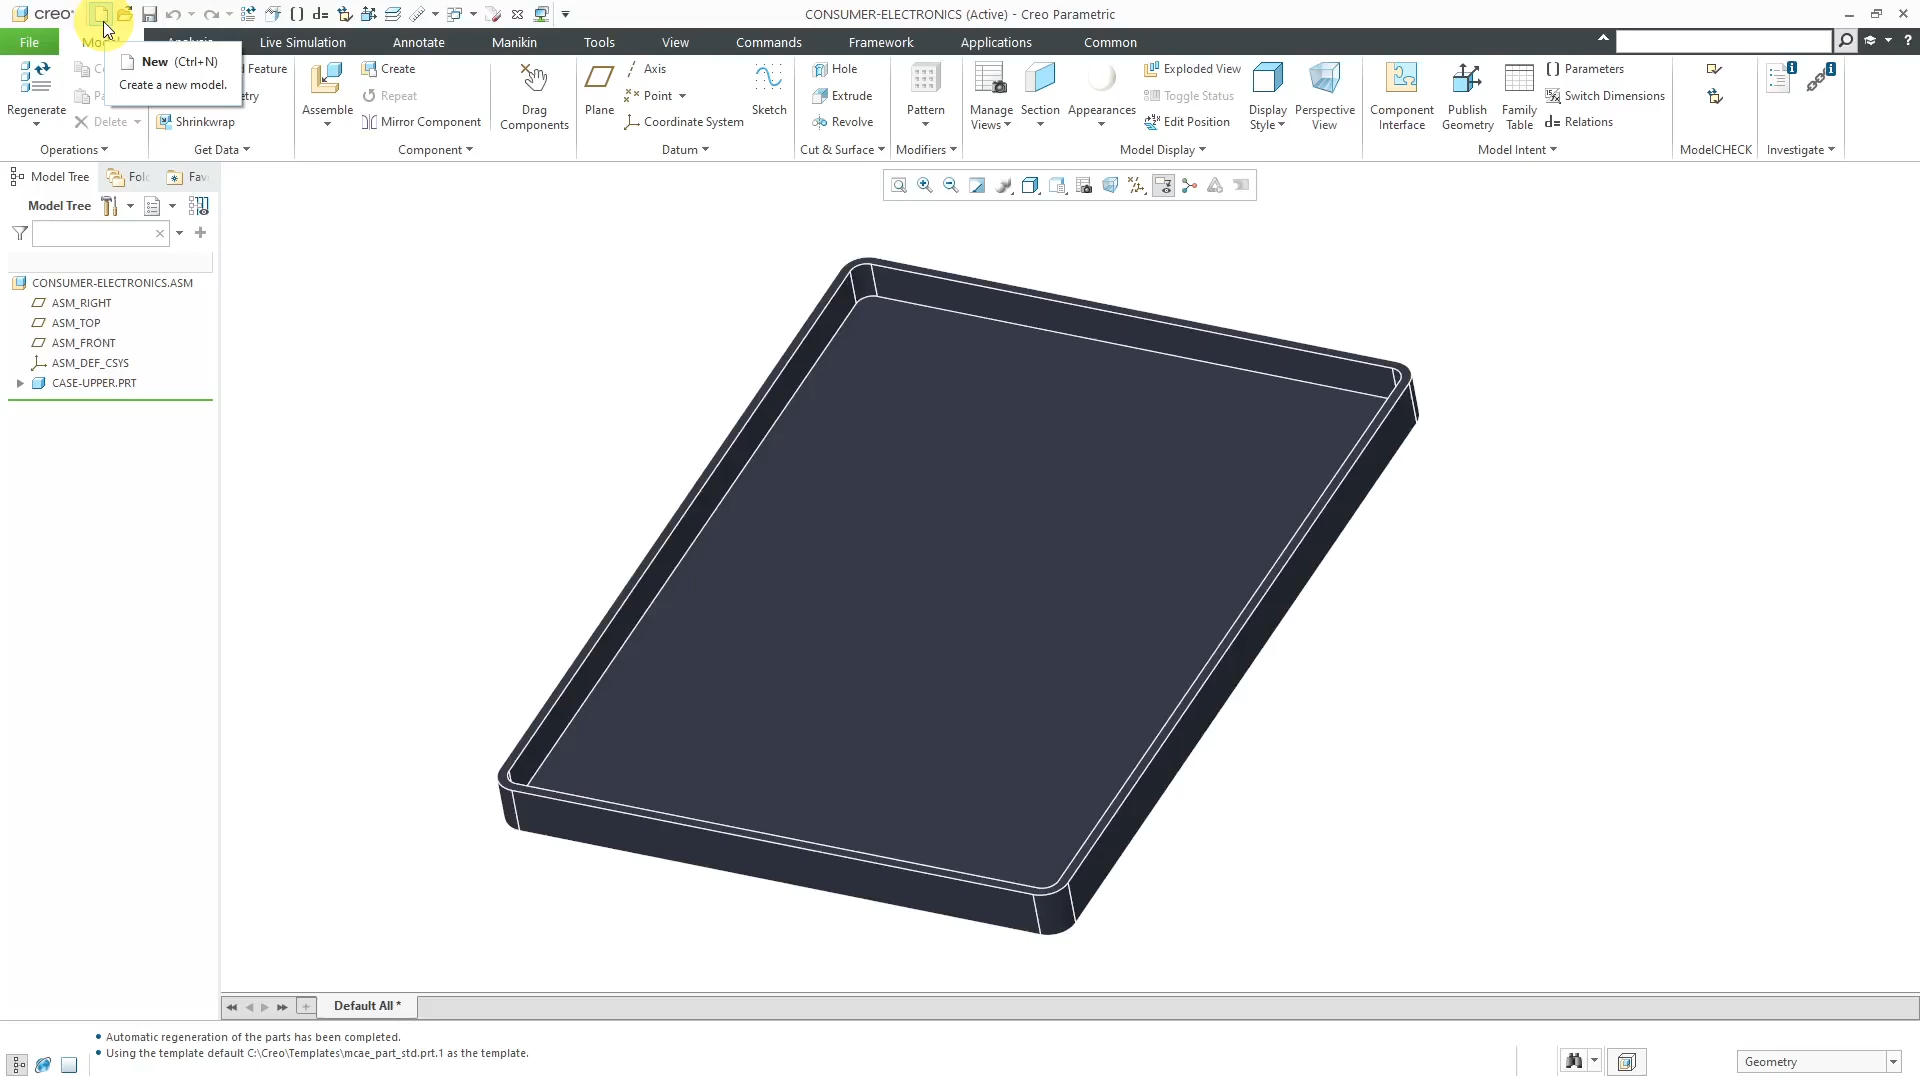 creo
CONSUMER-ELECTRONICS (Active) - Creo Parametric
File
Live Simulation
Annotate
Manikin
Tools
View
Commands
Framework
Applications
Common
New (Ctrl+N)
Create a new model.
Regenerate
Delete
Operations
Feature
Shrinkwrap
Get Data
Assemble
Create
Repeat
Mirror Component
Component
Drag Components
Plane
Axis
Point
Coordinate System
Sketch
Datum
Hole
Extrude
Revolve
Cut & Surface
Pattern
Modifiers
Manage Views
Section
Appearances
Exploded View
Toggle Status
Edit Position
Display Style
Perspective View
Model Display
Component Interface
Publish Geometry
Family Table
Parameters
Switch Dimensions
d= Relations
Model Intent
ModelCHECK
Investigate
Model Tree
Fol
Fav
Model Tree
CONSUMER-ELECTRONICS.ASM
ASM_RIGHT
ASM_TOP
ASM_FRONT
ASM_DEF_CSYS
CASE-UPPER.PRT
Default All *
• Automatic regeneration of the parts has been completed.
• Using the template default C:\Creo\Templates\mcae_part_std.prt.1 as the template.
Geometry